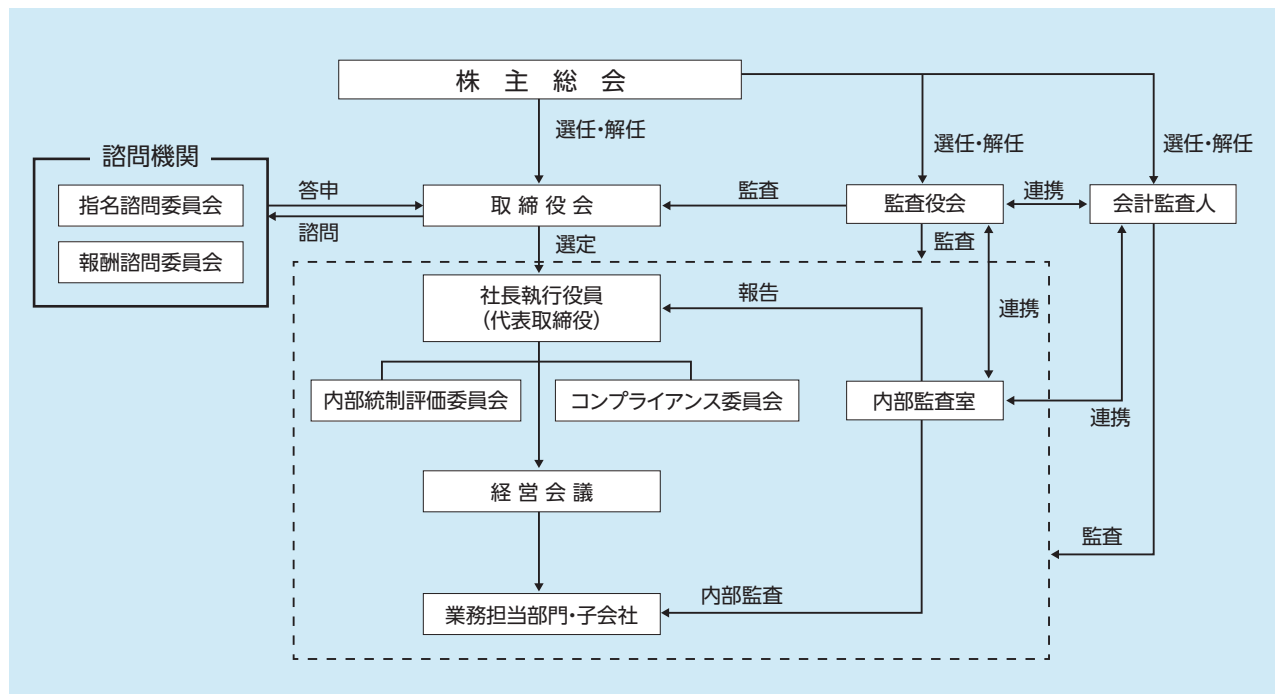 株 主 総 会
選任・解任
選任・解任
選任・解任
諮問機関
指名諮問委員会
報酬諮問委員会
答申
諮問
取 締 役 会
監査
監査役会
連携
会計監査人
選定
監査
社長執行役員
(代表取締役)
報告
連携
内部統制評価委員会
コンプライアンス委員会
内部監査室
連携
経 営 会 議
監査
内部監査
業務担当部門・子会社